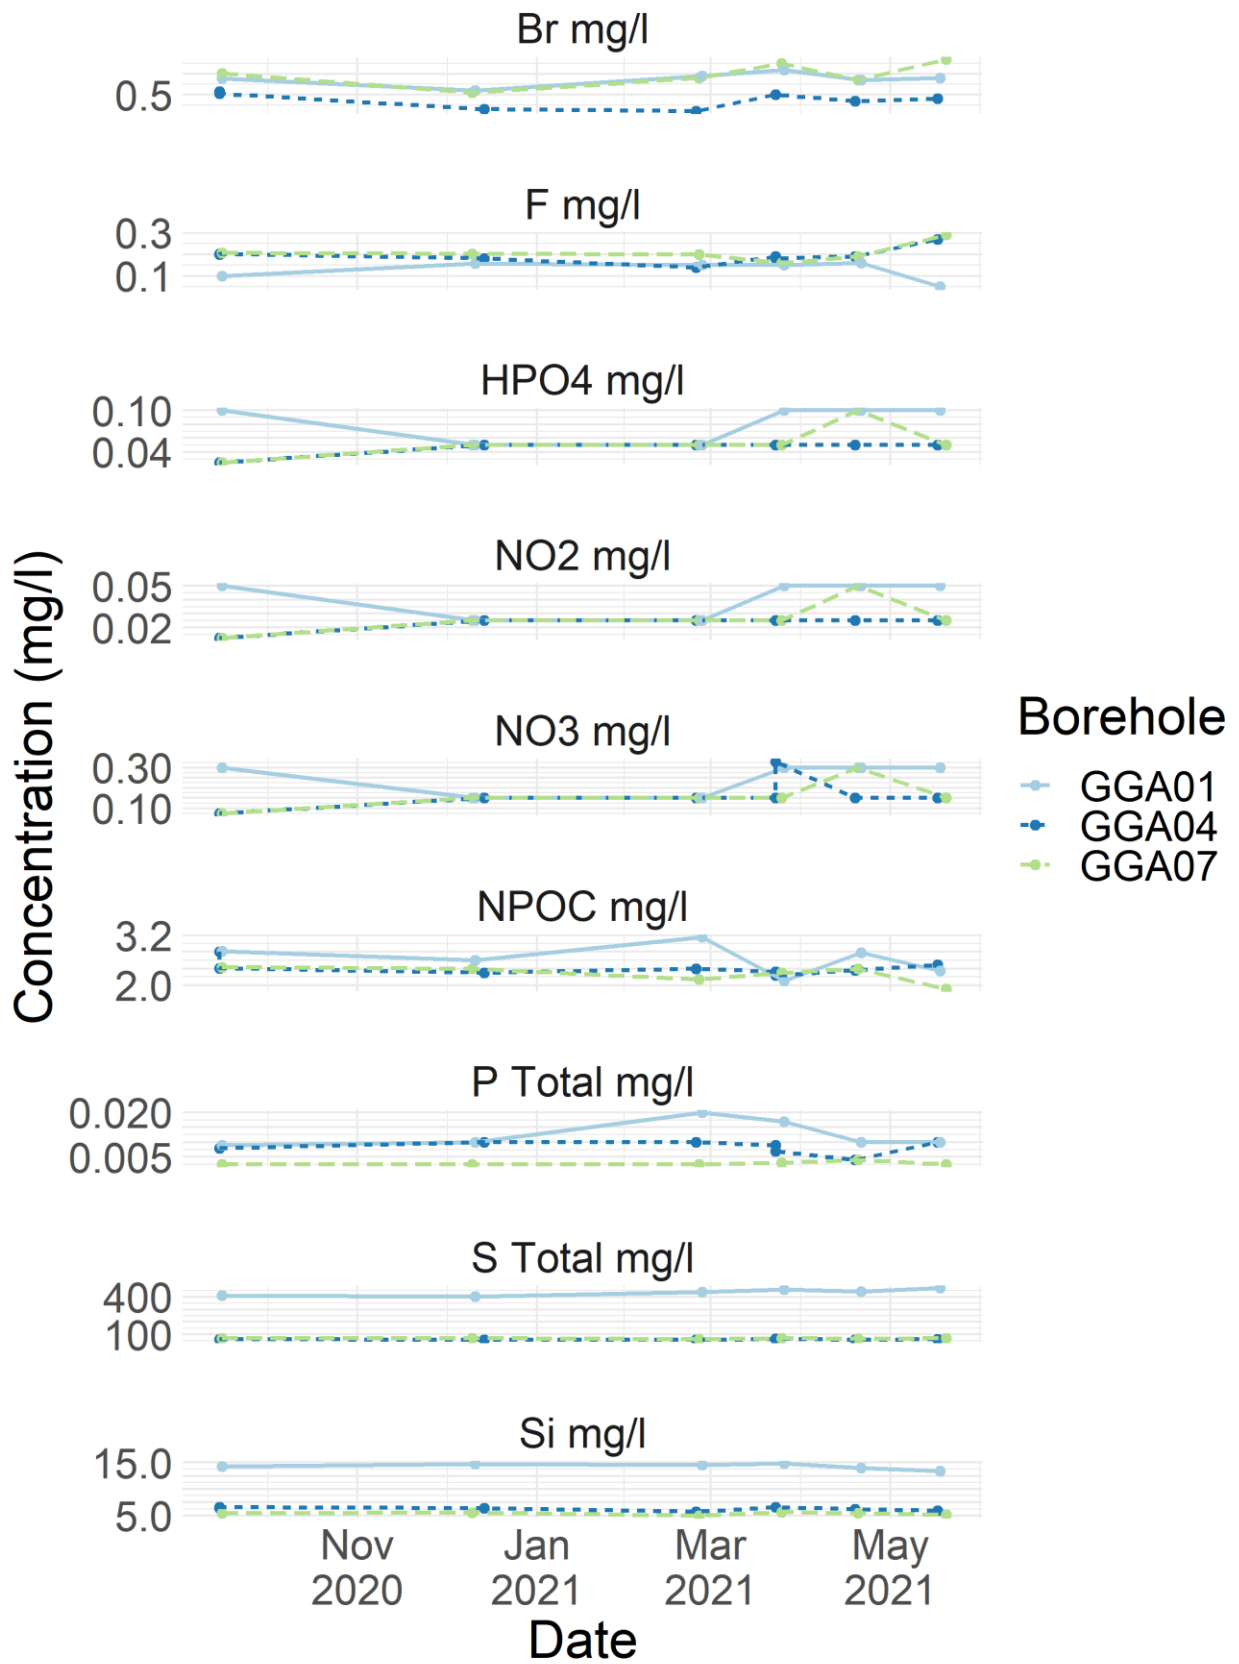 Br mg/l
0.5
F mg/l
0.3
0.1
HPO4 mg/l
0.10
0.04
NO2 mg/l
0.05
0.02
NO3 mg/l
0.30
0.10
NPOC mg/l
3.2
2.0
P Total mg/l
0.020
0.005
S Total mg/l
400
100
Si mg/l
15.0
5.0
Nov Jan Mar May
2020 2021 2021 2021
Date
Concentration (mg/l)
Borehole
GGA01
GGA04
GGA07